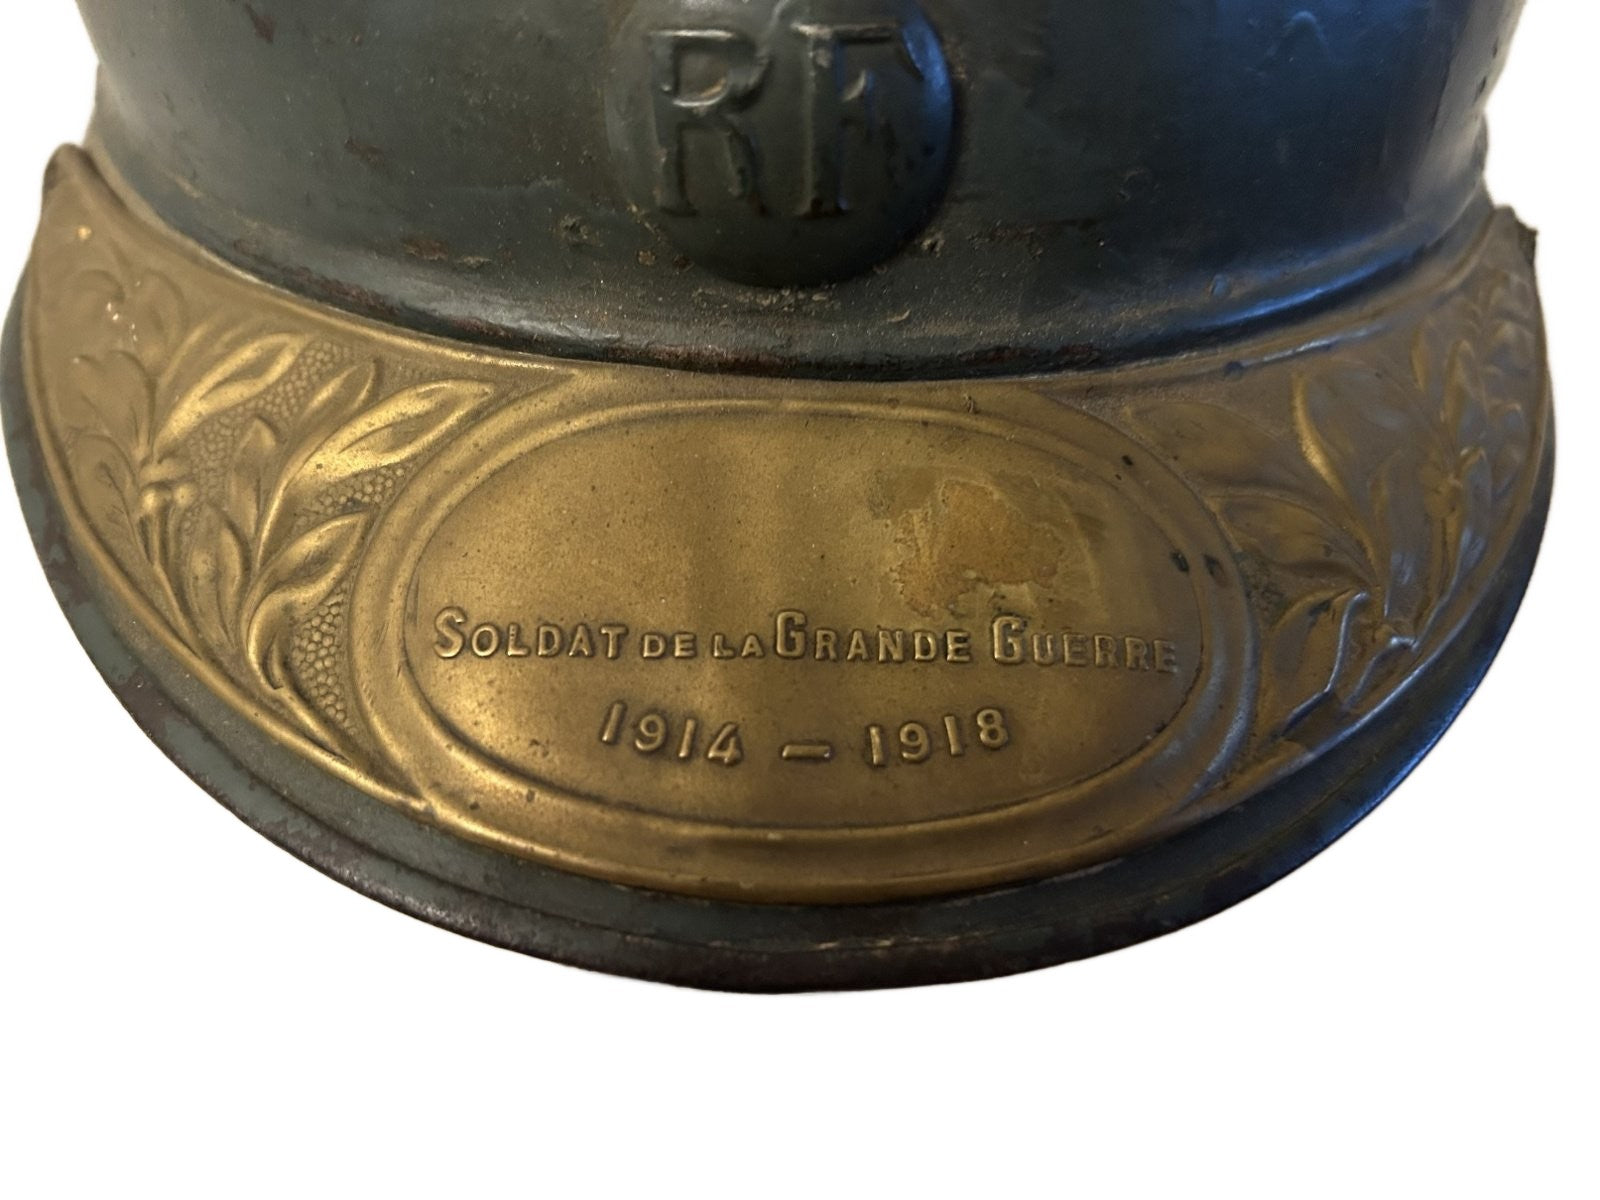 RF
SOLDAT DE LA GRANDE GUERRE
1914 – 1918